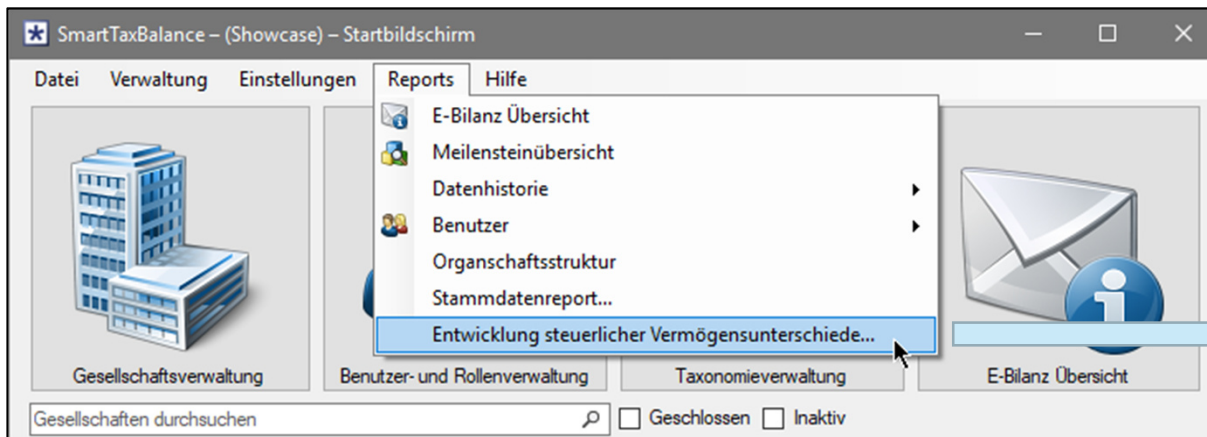 SmartTaxBalance – (Showcase) – Startbildschirm
Datei Verwaltung Einstellungen Reports Hilfe
E-Bilanz Übersicht
Meilensteinübersicht
Datenhistorie
Benutzer
Organschaftsstruktur
Stammdatenreport...
Entwicklung steuerlicher Vermögensunterschiede...
Gesellschaftsverwaltung Benutzer- und Rollenverwaltung Taxonomieverwaltung E-Bilanz Übersicht
Gesellschaften durchsuchen Geschlossen Inaktiv